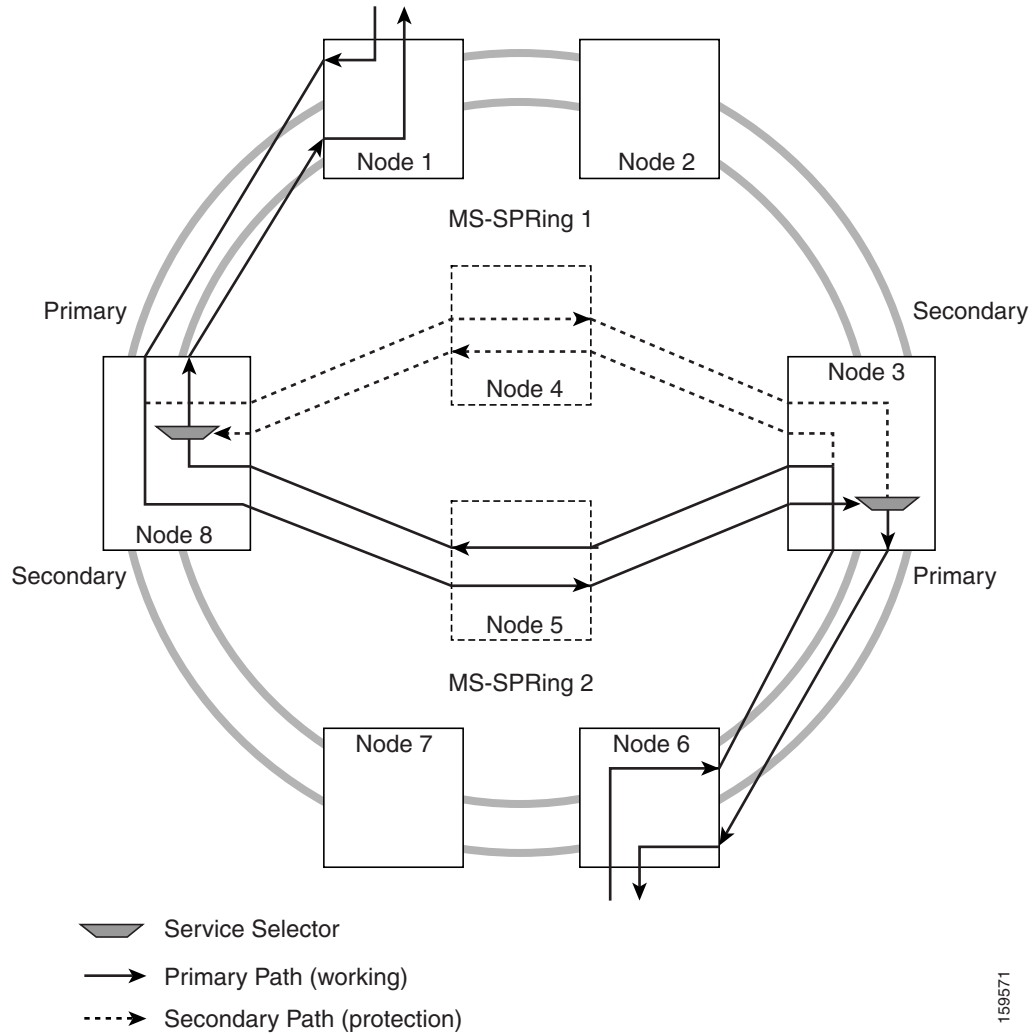 Node 1
Node 2
MS-SPRing 1
Primary
Secondary
Node 4
Node 3
Node 8
Secondary
Primary
Node 5
MS-SPRing 2
Node 7
Node 6
Service Selector
Primary Path (working)
Secondary Path (protection)
159571